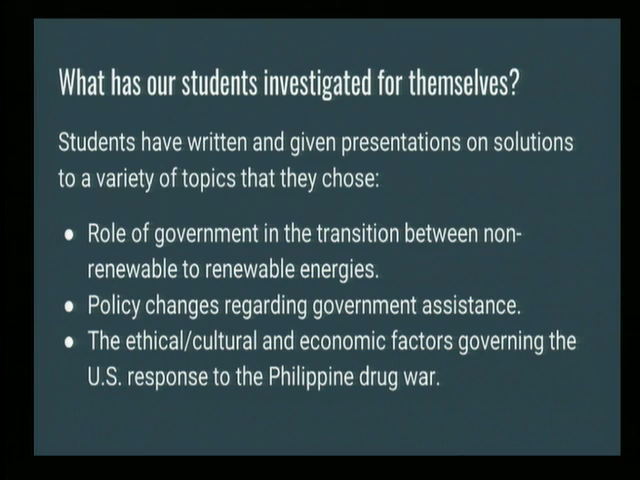 What has our students investigated for themselves?
Students have written and given presentations on solutions
to a variety of topics that they chose:
● Role of government in the transition between non-
renewable to renewable energies.
● Policy changes regarding government assistance.
● The ethical/cultural and economic factors governing the
U.S. response to the Philippine drug war.